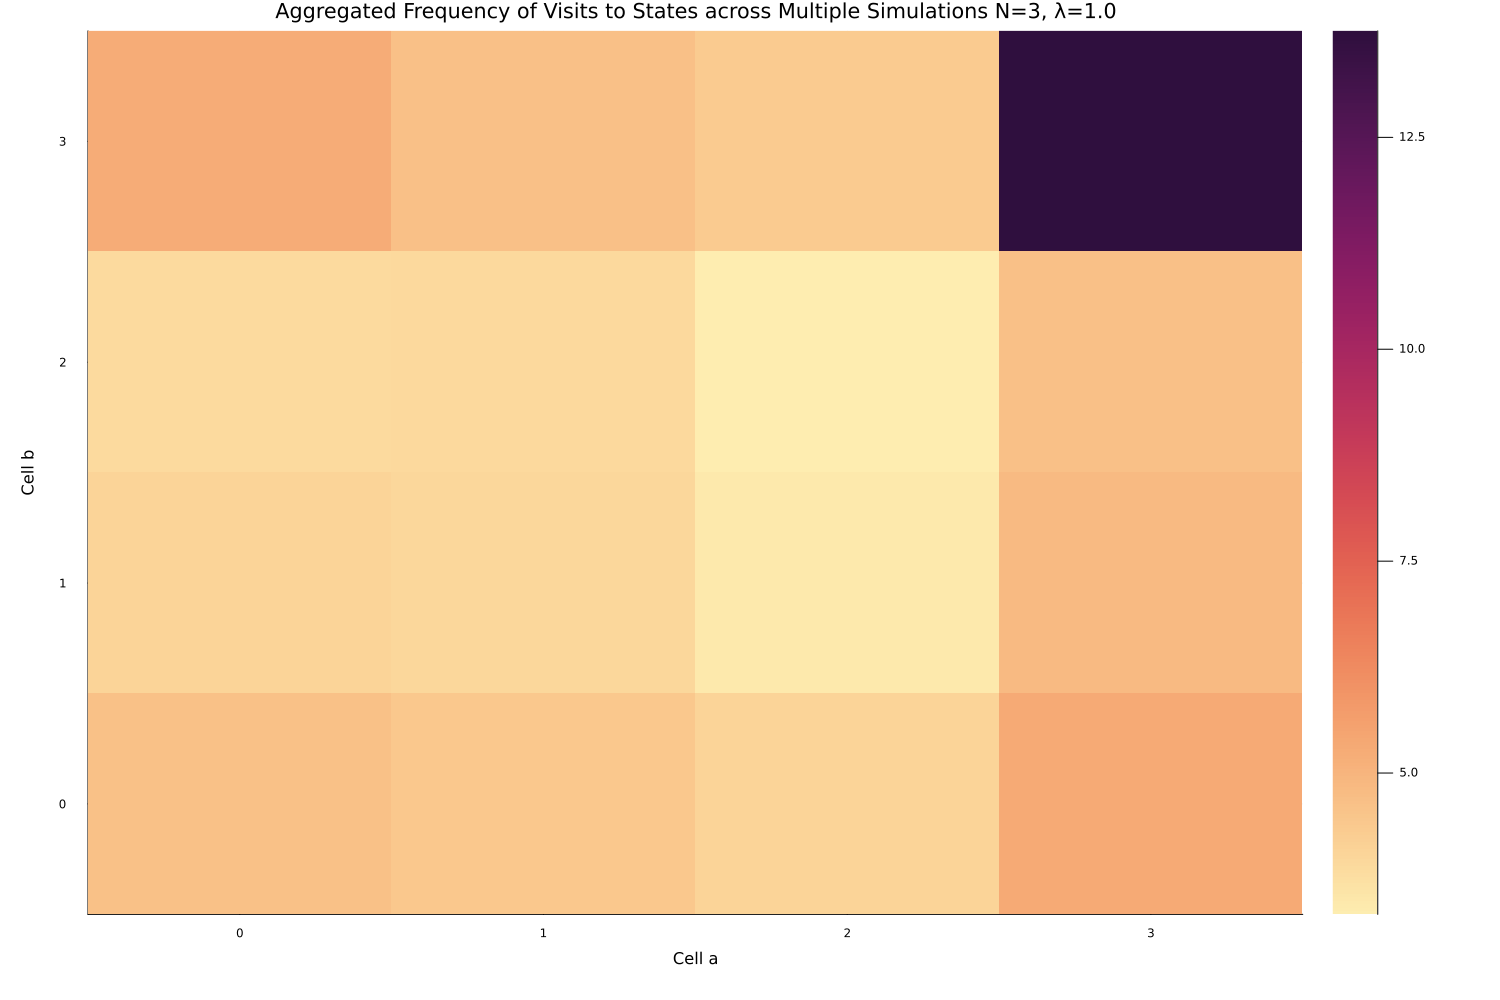 Aggregated Frequency of Visits to States across Multiple Simulations N=3, λ=1.0
3
2
1
0
Cell b
0 1 2 3
Cell a
12.5
10.0
7.5
5.0